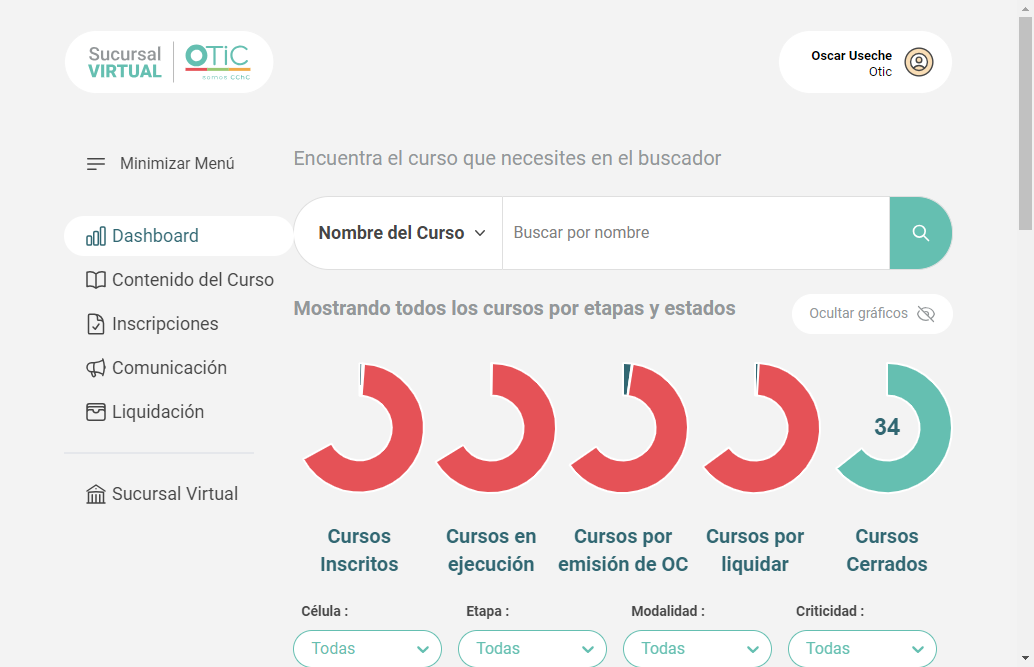 Sucursal
VIRTUAL
OTiC
somos CChC
Oscar Useche
Otic
Minimizar Menú
Dashboard
Contenido del Curso
Inscripciones
Comunicación
Liquidación
Sucursal Virtual
Encuentra el curso que necesites en el buscador
Nombre del Curso
Buscar por nombre
Mostrando todos los cursos por etapas y estados
Ocultar gráficos
34
Cursos
Inscritos
Cursos en
ejecución
Cursos por
emisión de OC
Cursos por
liquidar
Cursos
Cerrados
Célula :
Etapa :
Modalidad :
Criticidad :
Todas
Todas
Todas
Todas